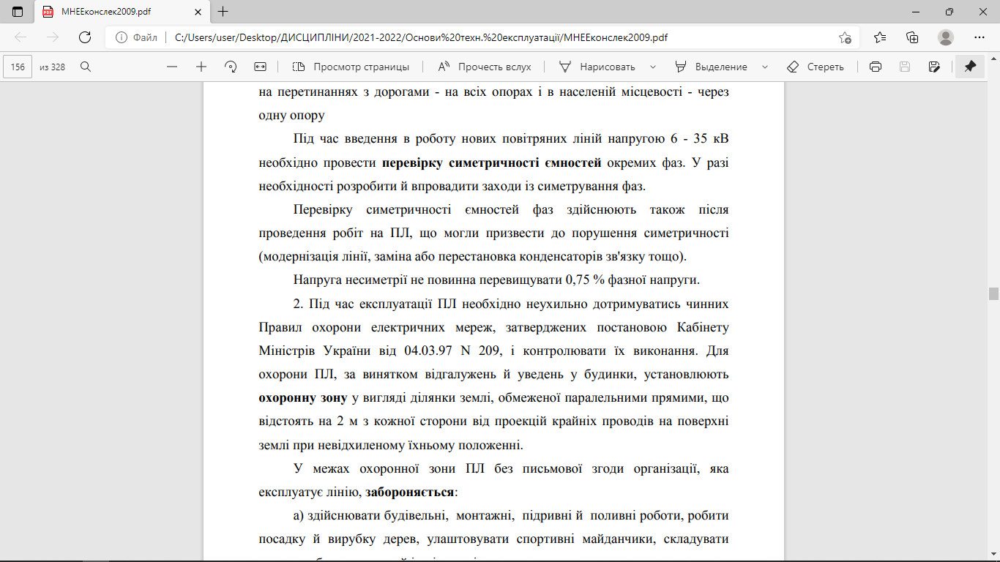 МНЕЕконслек2009.pdf
Файл
C:/Users/user/Desktop/ДИСЦИПЛІНИ/2021-2022/Основи%20техн.%20експлуатації/МНЕЕконслек2009.pdf
156 из 328 Просмотр страницы Прочесть вслух Нарисовать Выделение Стереть
на перетинаннях з дорогами - на всіх опорах і в населеній місцевості - через
одну опору
Під час введення в роботу нових повітряних ліній напругою 6 - 35 кВ
необхідно провести перевірку симетричності ємностей окремих фаз. У разі
необхідності розробити й впровадити заходи із симетрування фаз.
Перевірку симетричності ємностей фаз здійснюють також після
проведення робіт на ПЛ, що могли призвести до порушення симетричності
(модернізація лінії, заміна або перестановка конденсаторів зв'язку тощо).
Напруга несиметрії не повинна перевищувати 0,75 % фазної напруги.
2. Під час експлуатації ПЛ необхідно неухильно дотримуватись чинних
Правил охорони електричних мереж, затверджених постановою Кабінету
Міністрів України від 04.03.97 N 209, і контролювати їх виконання. Для
охорони ПЛ, за винятком відгалужень й уведень у будинки, установлюють
охоронну зону у вигляді ділянки землі, обмеженої паралельними прямими, що
відстоять на 2 м з кожної сторони від проекцій крайніх проводів на поверхні
землі при невідхиленому їхньому положенні.
У межах охоронної зони ПЛ без письмової згоди організації, яка
експлуатує лінію, забороняється:
а) здійснювати будівельні, монтажні, підривні й поливні роботи, робити
посадку й вирубку дерев, улаштовувати спортивні майданчики, складувати